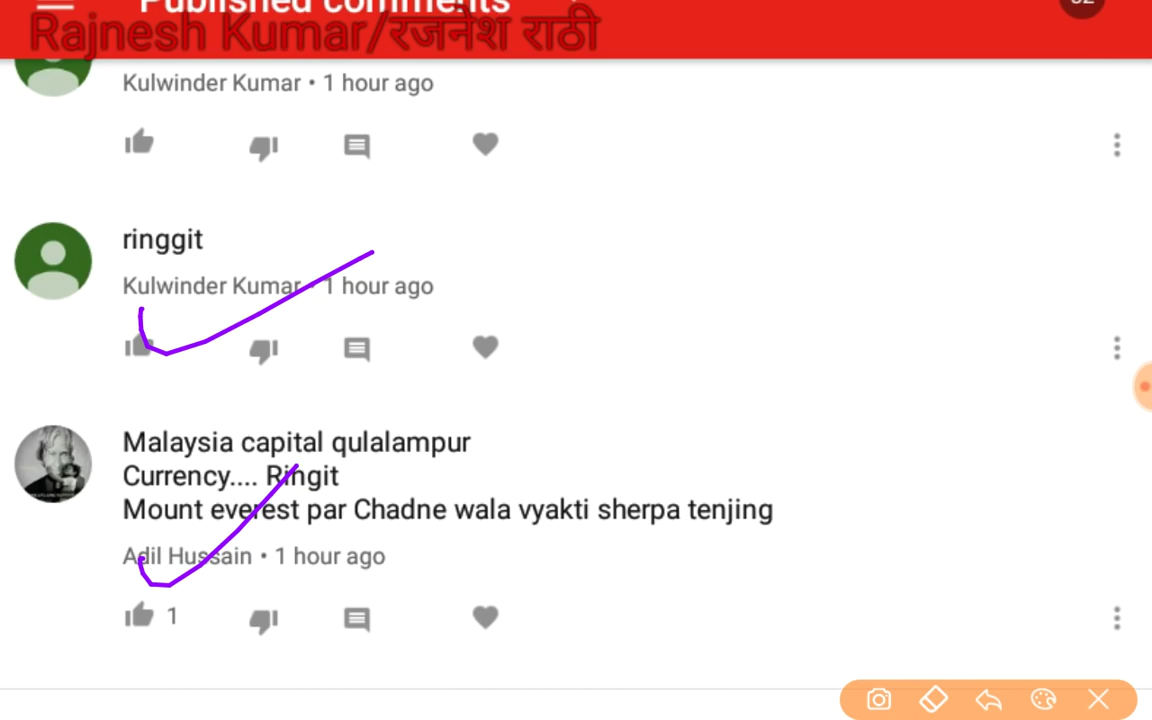 Published comments
Rajnesh Kumar/रजनेश राठी
Kulwinder Kumar • 1 hour ago
ringgit
Kulwinder Kumar • 1 hour ago
Malaysia capital qulalampur
Currency.... Ringit
Mount everest par Chadne wala vyakti sherpa tenjing
Adil Hussain • 1 hour ago
1